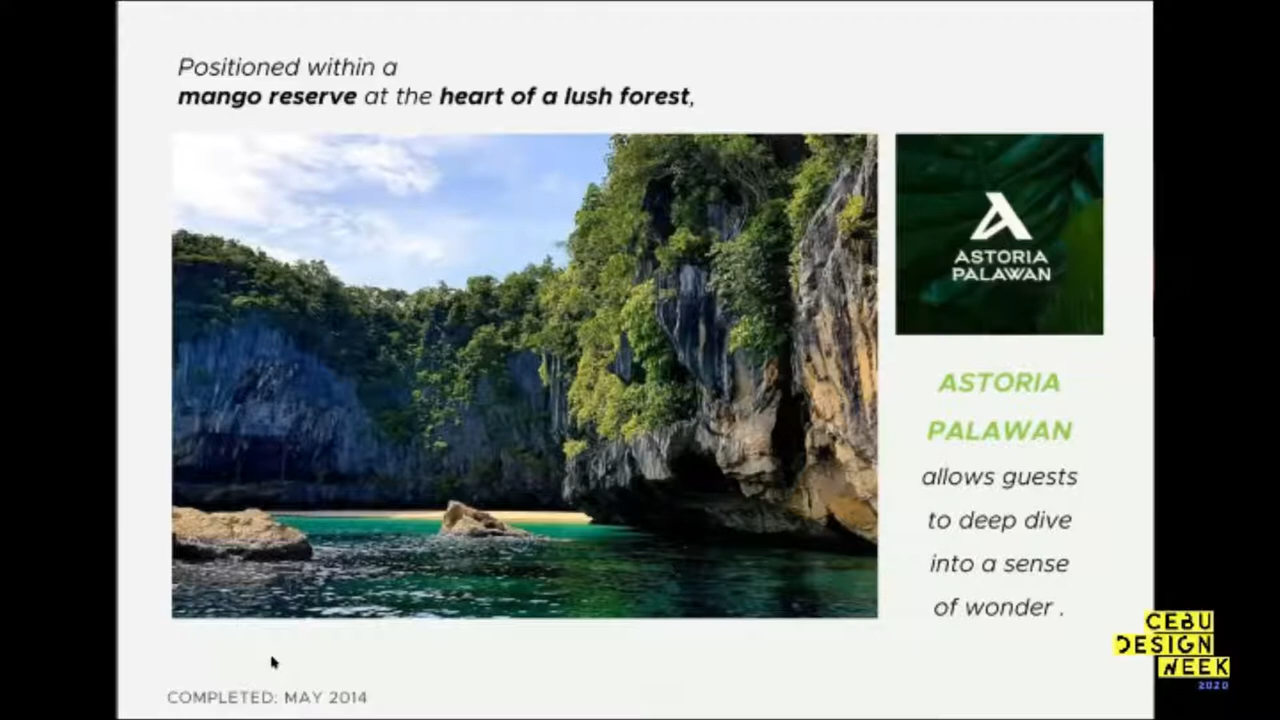 Positioned within a
mango reserve at the heart of a lush forest,
ASTORIA
PALAWAN
ASTORIA
PALAWAN
allows guests
to deep dive
into a sense
of wonder .
COMPLETED: MAY 2014
CEBU
DESIGN
WEEK
2020